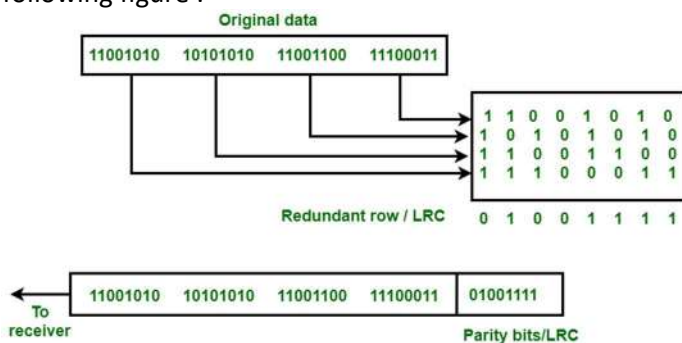 following figure :
Original data
11001010 10101010 11001100 11100011
1 1 0 0 1 0 1 0
1 0 1 0 1 0 1 0
1 1 0 0 1 1 0 0
1 1 1 0 0 0 1 1
Redundant row / LRC 0 1 0 0 1 1 1 1
11001010 10101010 11001100 11100011 01001111
To
receiver
Parity bits/LRC